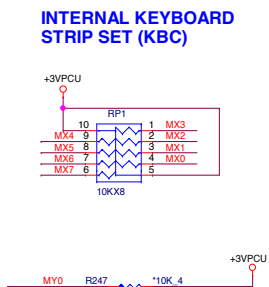 INTERNAL KEYBOARD
STRIP SET (KBC)
+3VPCU
RP1
10 1 MX3
MX4 9 2 MX2
MX5 8 3 MX1
MX6 7 4 MX0
MX7 6 5
10KX8
+3VPCU
MY0 R247 *10K_4